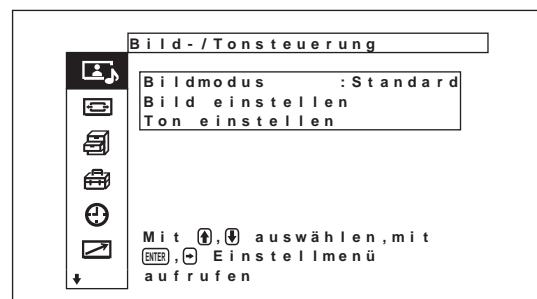 Bild-/Tonsteuerung
Bildmodus :Standard
Bild einstellen
Ton einstellen
Mit ↑,↓ auswählen,mit
ENTER,→ Einstellmenü
aufrufen